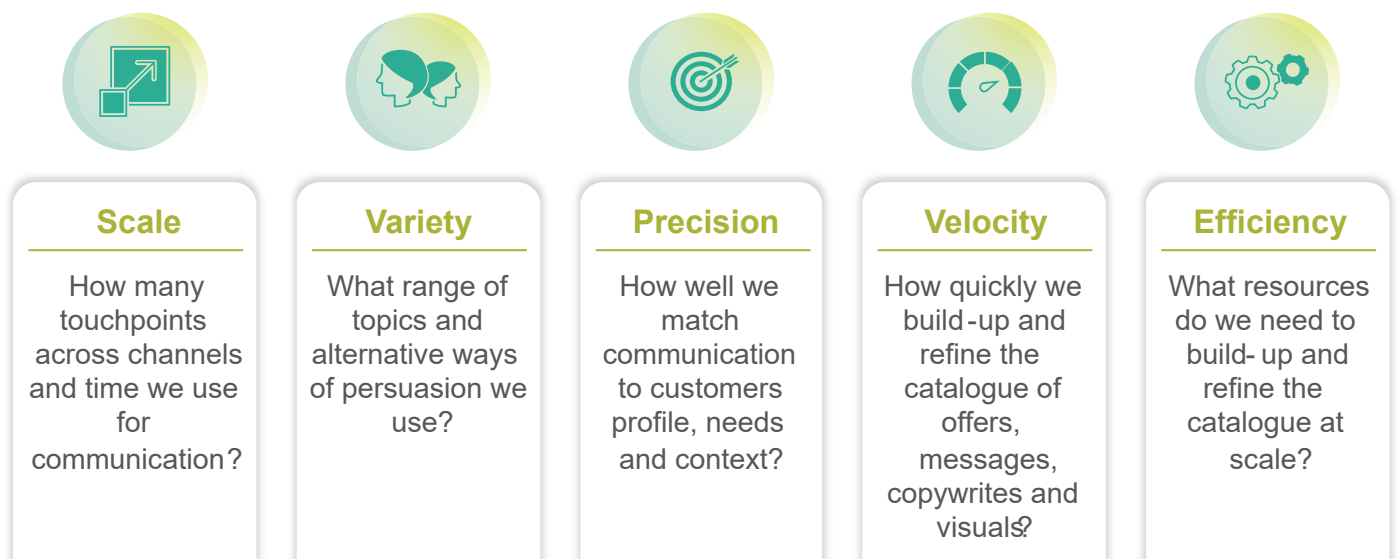 Scale
How many
touchpoints
across channels
and time we use
for
communication?
Variety
What range of
topics and
alternative ways
of persuasion we
use?
Precision
How well we
match
communication
to customers
profile, needs
and context?
Velocity
How quickly we
build-up and
refine the
catalogue of
offers,
messages,
copywrites and
visuals?
Efficiency
What resources
do we need to
build- up and
refine the
catalogue at
scale?